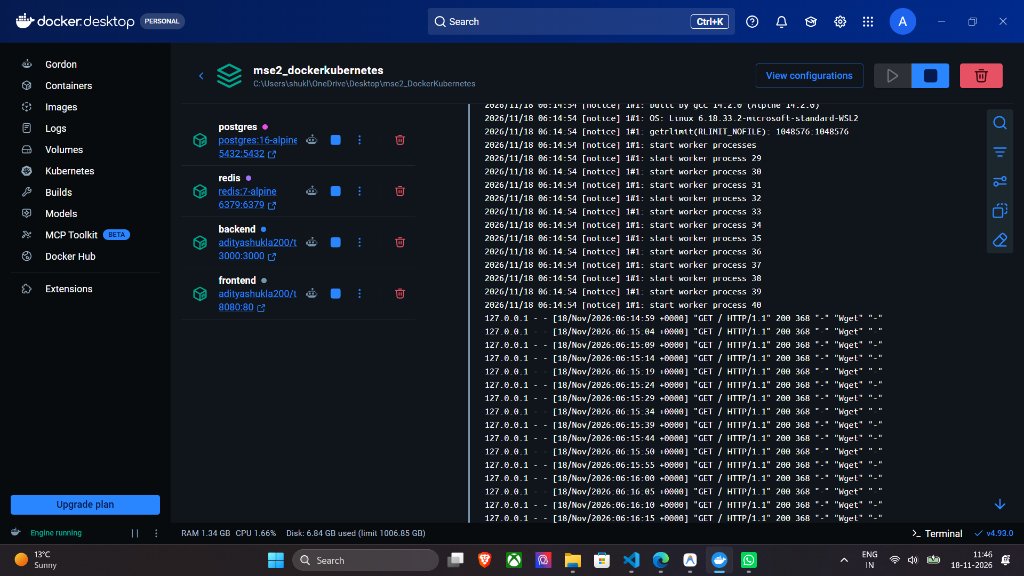 docker.desktop PERSONAL
Search Ctrl+K
A
Gordon
Containers
Images
Logs
Volumes
Kubernetes
Builds
Models
MCP Toolkit BETA
Docker Hub
Extensions
Upgrade plan
mse2_dockerkubernetes
C:\Users\shukl\OneDrive\Desktop\mse2_DockerKubernetes
View configurations
postgres
postgres:16-alpine
5432:5432
redis
redis:7-alpine
6379:6379
backend
adityashukla200/t
3000:3000
frontend
adityashukla200/t
8080:80
2026/11/18 06:14:54 [notice] 1#1: built by gcc 14.2.0 (Alpine 14.2.0)
2026/11/18 06:14:54 [notice] 1#1: OS: Linux 6.18.33.2-microsoft-standard-WSL2
2026/11/18 06:14:54 [notice] 1#1: getrlimit(RLIMIT_NOFILE): 1048576:1048576
2026/11/18 06:14:54 [notice] 1#1: start worker processes
2026/11/18 06:14:54 [notice] 1#1: start worker process 29
2026/11/18 06:14:54 [notice] 1#1: start worker process 30
2026/11/18 06:14:54 [notice] 1#1: start worker process 31
2026/11/18 06:14:54 [notice] 1#1: start worker process 32
2026/11/18 06:14:54 [notice] 1#1: start worker process 33
2026/11/18 06:14:54 [notice] 1#1: start worker process 34
2026/11/18 06:14:54 [notice] 1#1: start worker process 35
2026/11/18 06:14:54 [notice] 1#1: start worker process 36
2026/11/18 06:14:54 [notice] 1#1: start worker process 37
2026/11/18 06:14:54 [notice] 1#1: start worker process 38
2026/11/18 06:14:54 [notice] 1#1: start worker process 39
2026/11/18 06:14:54 [notice] 1#1: start worker process 40
127.0.0.1 - - [18/Nov/2026:06:14:59 +0000] "GET / HTTP/1.1" 200 368 "-" "Wget" "-"
127.0.0.1 - - [18/Nov/2026:06:15:04 +0000] "GET / HTTP/1.1" 200 368 "-" "Wget" "-"
127.0.0.1 - - [18/Nov/2026:06:15:09 +0000] "GET / HTTP/1.1" 200 368 "-" "Wget" "-"
127.0.0.1 - - [18/Nov/2026:06:15:14 +0000] "GET / HTTP/1.1" 200 368 "-" "Wget" "-"
127.0.0.1 - - [18/Nov/2026:06:15:19 +0000] "GET / HTTP/1.1" 200 368 "-" "Wget" "-"
127.0.0.1 - - [18/Nov/2026:06:15:24 +0000] "GET / HTTP/1.1" 200 368 "-" "Wget" "-"
127.0.0.1 - - [18/Nov/2026:06:15:29 +0000] "GET / HTTP/1.1" 200 368 "-" "Wget" "-"
127.0.0.1 - - [18/Nov/2026:06:15:34 +0000] "GET / HTTP/1.1" 200 368 "-" "Wget" "-"
127.0.0.1 - - [18/Nov/2026:06:15:39 +0000] "GET / HTTP/1.1" 200 368 "-" "Wget" "-"
127.0.0.1 - - [18/Nov/2026:06:15:44 +0000] "GET / HTTP/1.1" 200 368 "-" "Wget" "-"
127.0.0.1 - - [18/Nov/2026:06:15:50 +0000] "GET / HTTP/1.1" 200 368 "-" "Wget" "-"
127.0.0.1 - - [18/Nov/2026:06:15:55 +0000] "GET / HTTP/1.1" 200 368 "-" "Wget" "-"
127.0.0.1 - - [18/Nov/2026:06:16:00 +0000] "GET / HTTP/1.1" 200 368 "-" "Wget" "-"
127.0.0.1 - - [18/Nov/2026:06:16:05 +0000] "GET / HTTP/1.1" 200 368 "-" "Wget" "-"
127.0.0.1 - - [18/Nov/2026:06:16:10 +0000] "GET / HTTP/1.1" 200 368 "-" "Wget" "-"
127.0.0.1 - - [18/Nov/2026:06:16:15 +0000] "GET / HTTP/1.1" 200 368 "-" "Wget" "-"
Engine running
RAM 1.34 GB CPU 1.66% Disk: 6.84 GB used (limit 1006.85 GB)
Terminal
v4.93.0
13°C
Sunny
Search
ENG
IN
11:46
18-11-2026